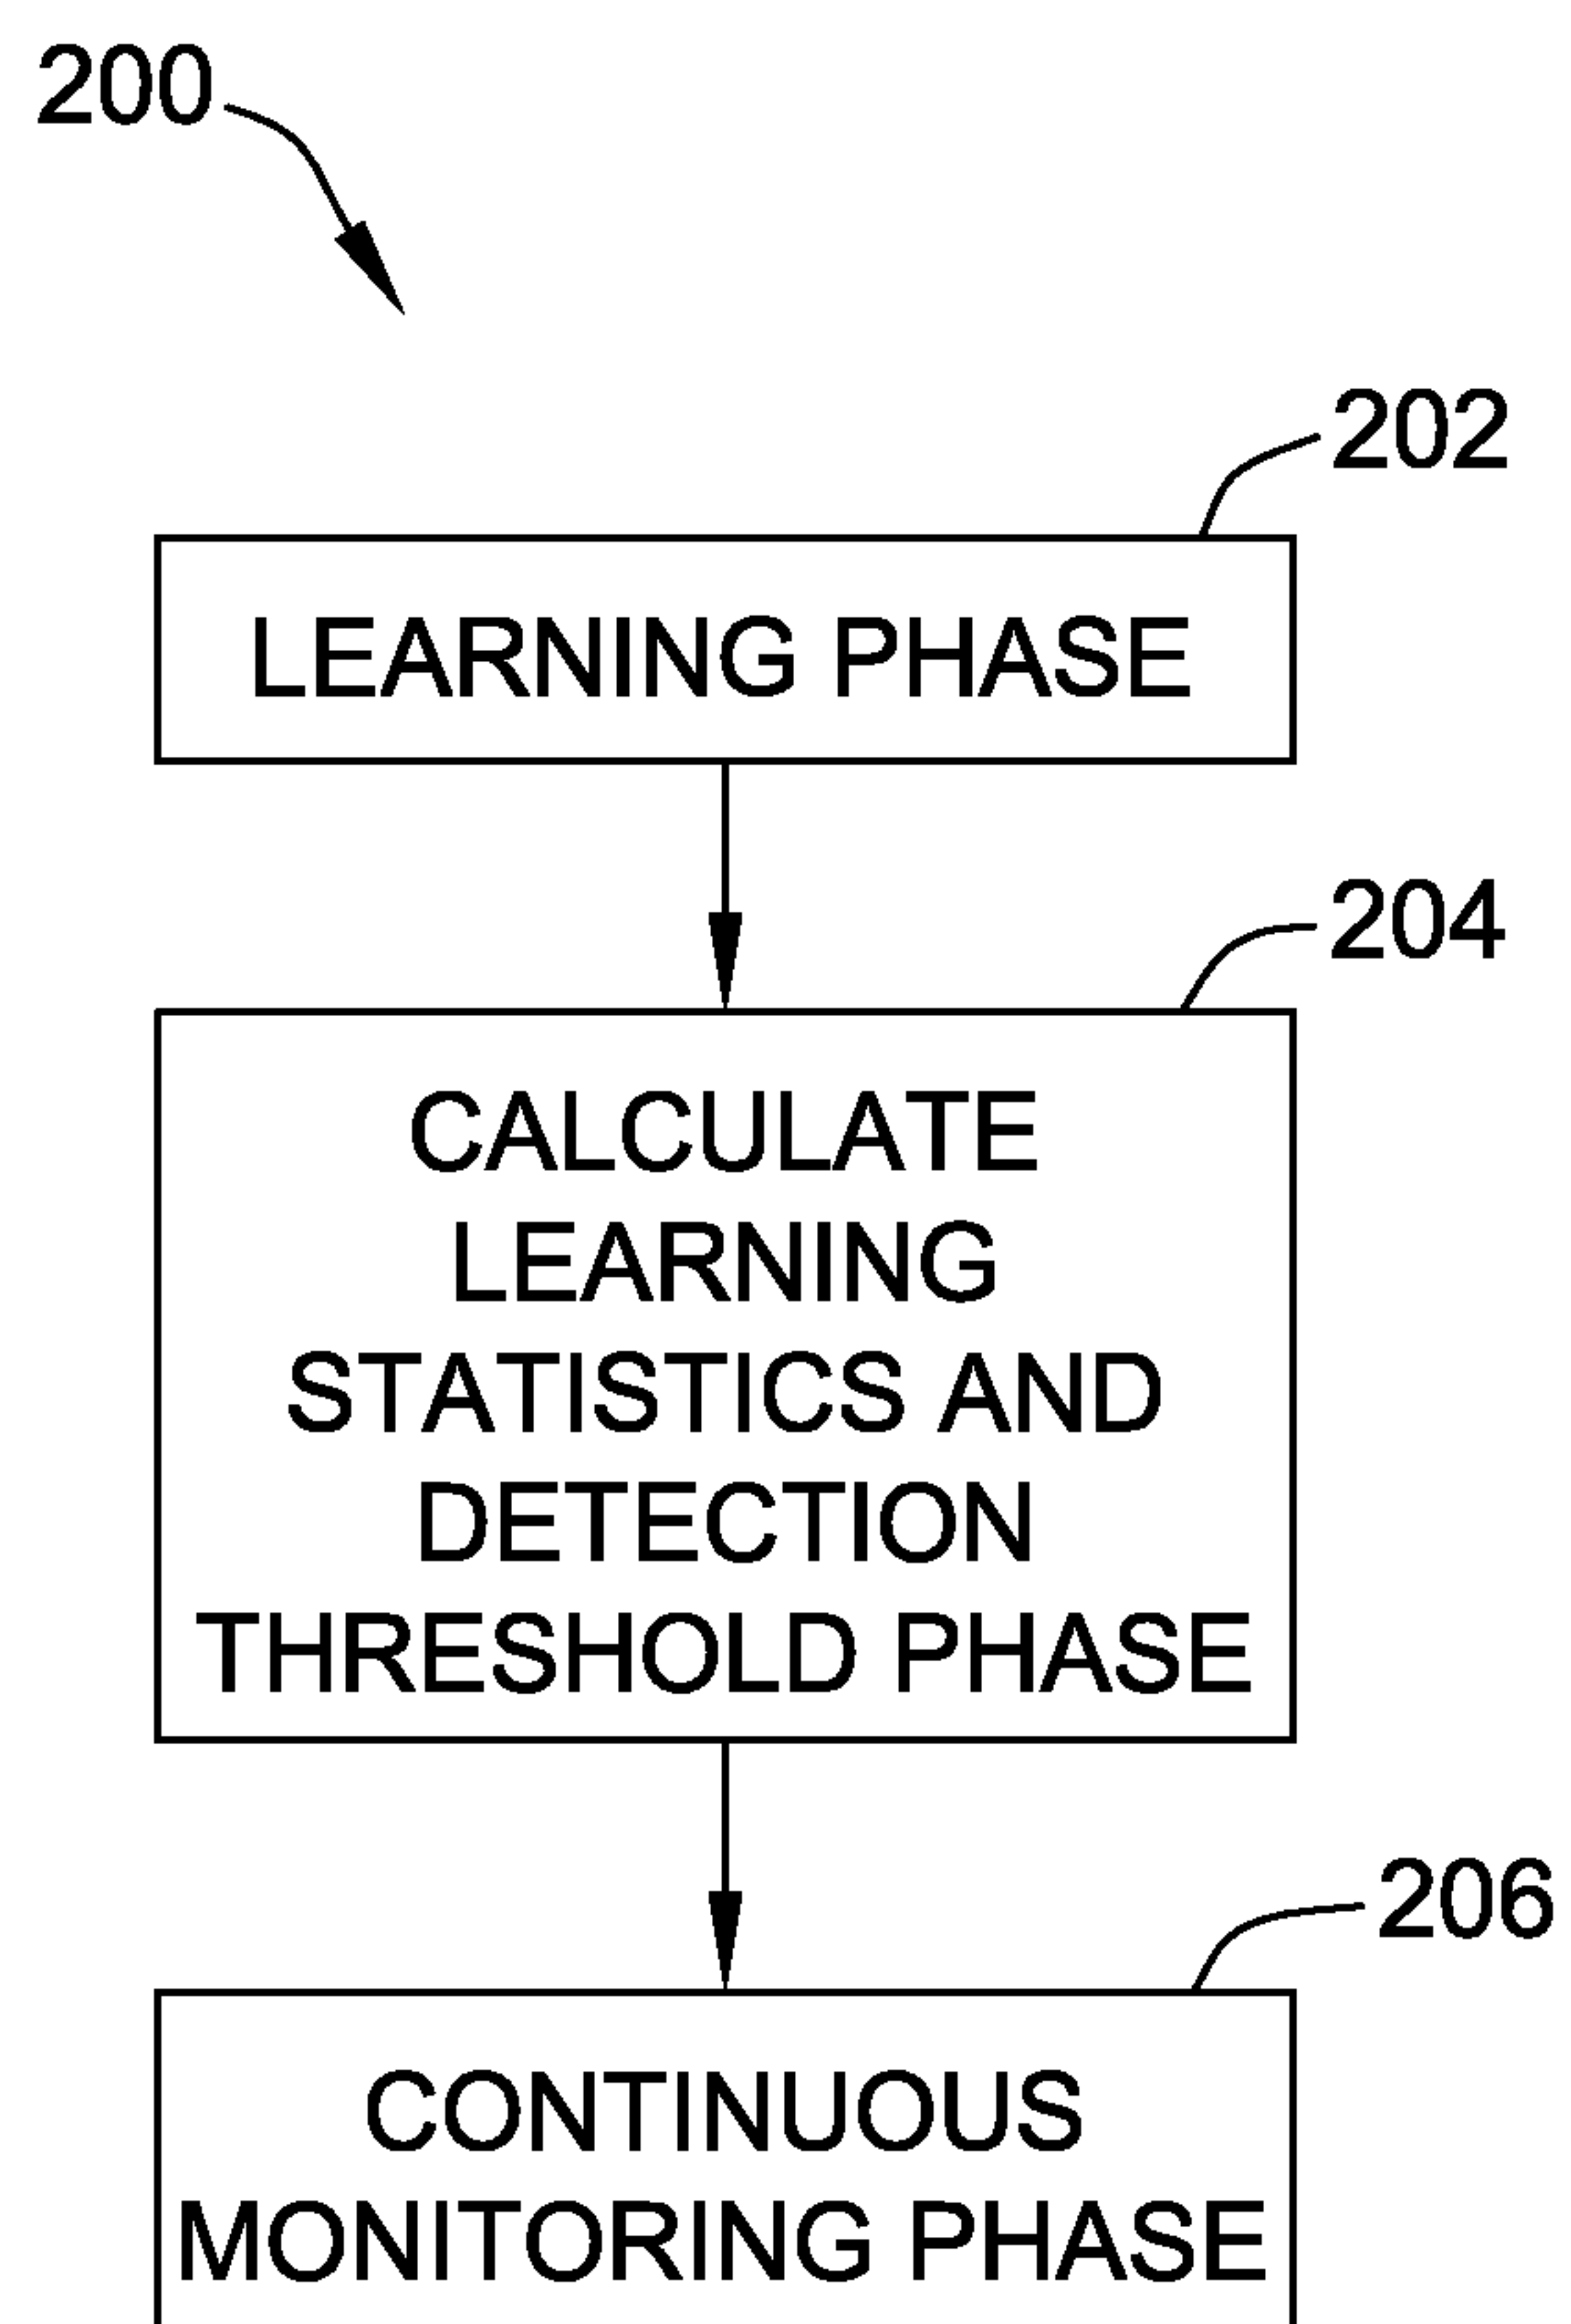 200
202
LEARNING PHASE
204
CALCULATE
LEARNING
STATISTICS AND
DETECTION
THRESHOLD PHASE
206
CONTINUOUS
MONITORING PHASE